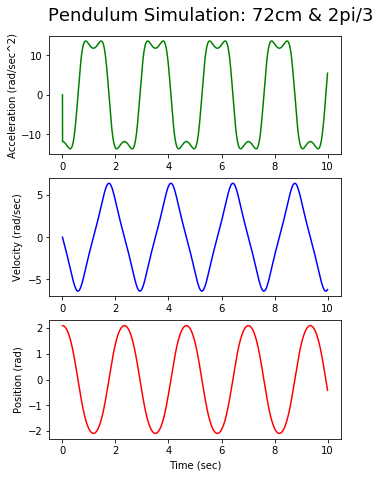 Pendulum Simulation: 72cm & 2pi/3
Acceleration (rad/sec^2)
10
0
−10
0 2 4 6 8 10
Velocity (rad/sec)
5
0
−5
0 2 4 6 8 10
Position (rad)
2
1
0
−1
−2
0 2 4 6 8 10
Time (sec)